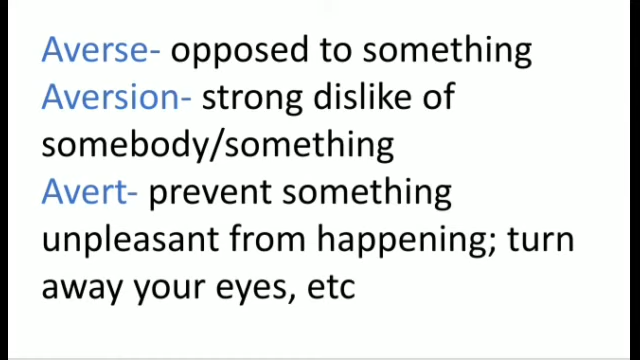 Averse- opposed to something
Aversion- strong dislike of
somebody/something
Avert- prevent something
unpleasant from happening; turn
away your eyes, etc